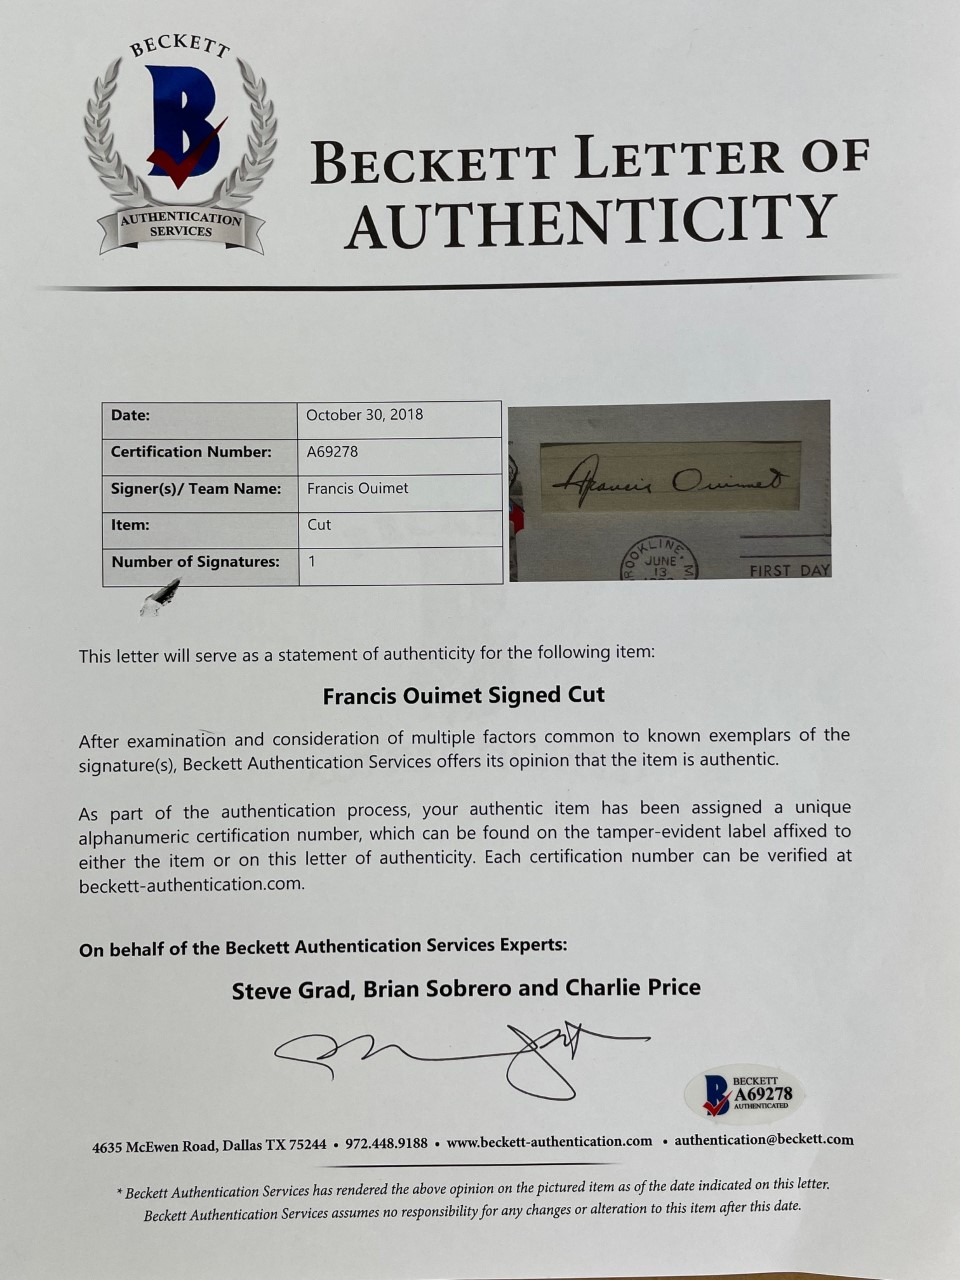 BECKETT
AUTHENTICATION
SERVICES
BECKETT LETTER OF
AUTHENTICITY
Date: October 30, 2018
Certification Number: A69278
Signer(s)/ Team Name: Francis Ouimet
Item: Cut
Number of Signatures: 1
Francis Ouimet
JUNE
13
FIRST DAY
This letter will serve as a statement of authenticity for the following item:
Francis Ouimet Signed Cut
After examination and consideration of multiple factors common to known exemplars of the
signature(s), Beckett Authentication Services offers its opinion that the item is authentic.
As part of the authentication process, your authentic item has been assigned a unique
alphanumeric certification number, which can be found on the tamper-evident label affixed to
either the item or on this letter of authenticity. Each certification number can be verified at
beckett-authentication.com.
On behalf of the Beckett Authentication Services Experts:
Steve Grad, Brian Sobrero and Charlie Price
BECKETT
A69278
AUTHENTICATED
4635 McEwen Road, Dallas TX 75244 • 972.448.9188 • www.beckett-authentication.com • authentication@beckett.com
* Beckett Authentication Services has rendered the above opinion on the pictured item as of the date indicated on this letter.
Beckett Authentication Services assumes no responsibility for any changes or alteration to this item after this date.